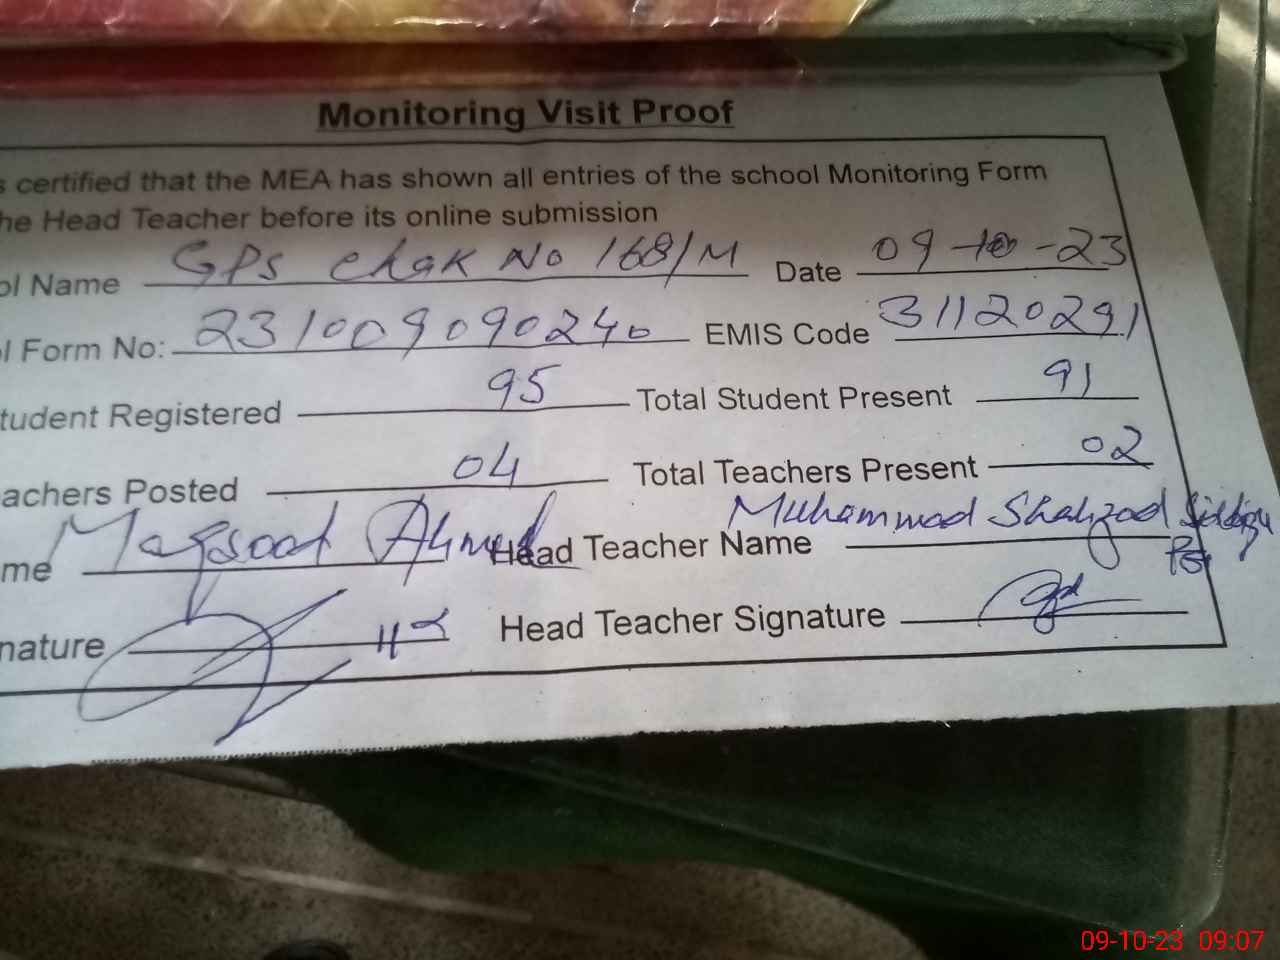 Monitoring Visit Proof
s certified that the MEA has shown all entries of the school Monitoring Form
he Head Teacher before its online submission
ol Name GPS Chak No 168/M Date 09-10-23
l Form No: 231009090240 EMIS Code 31120291
tudent Registered 95 Total Student Present 91
achers Posted 04 Total Teachers Present 02
me Maqsood Ahmed Head Teacher Name Muhammad Shahzad
nature Head Teacher Signature
09-10-23 09:07